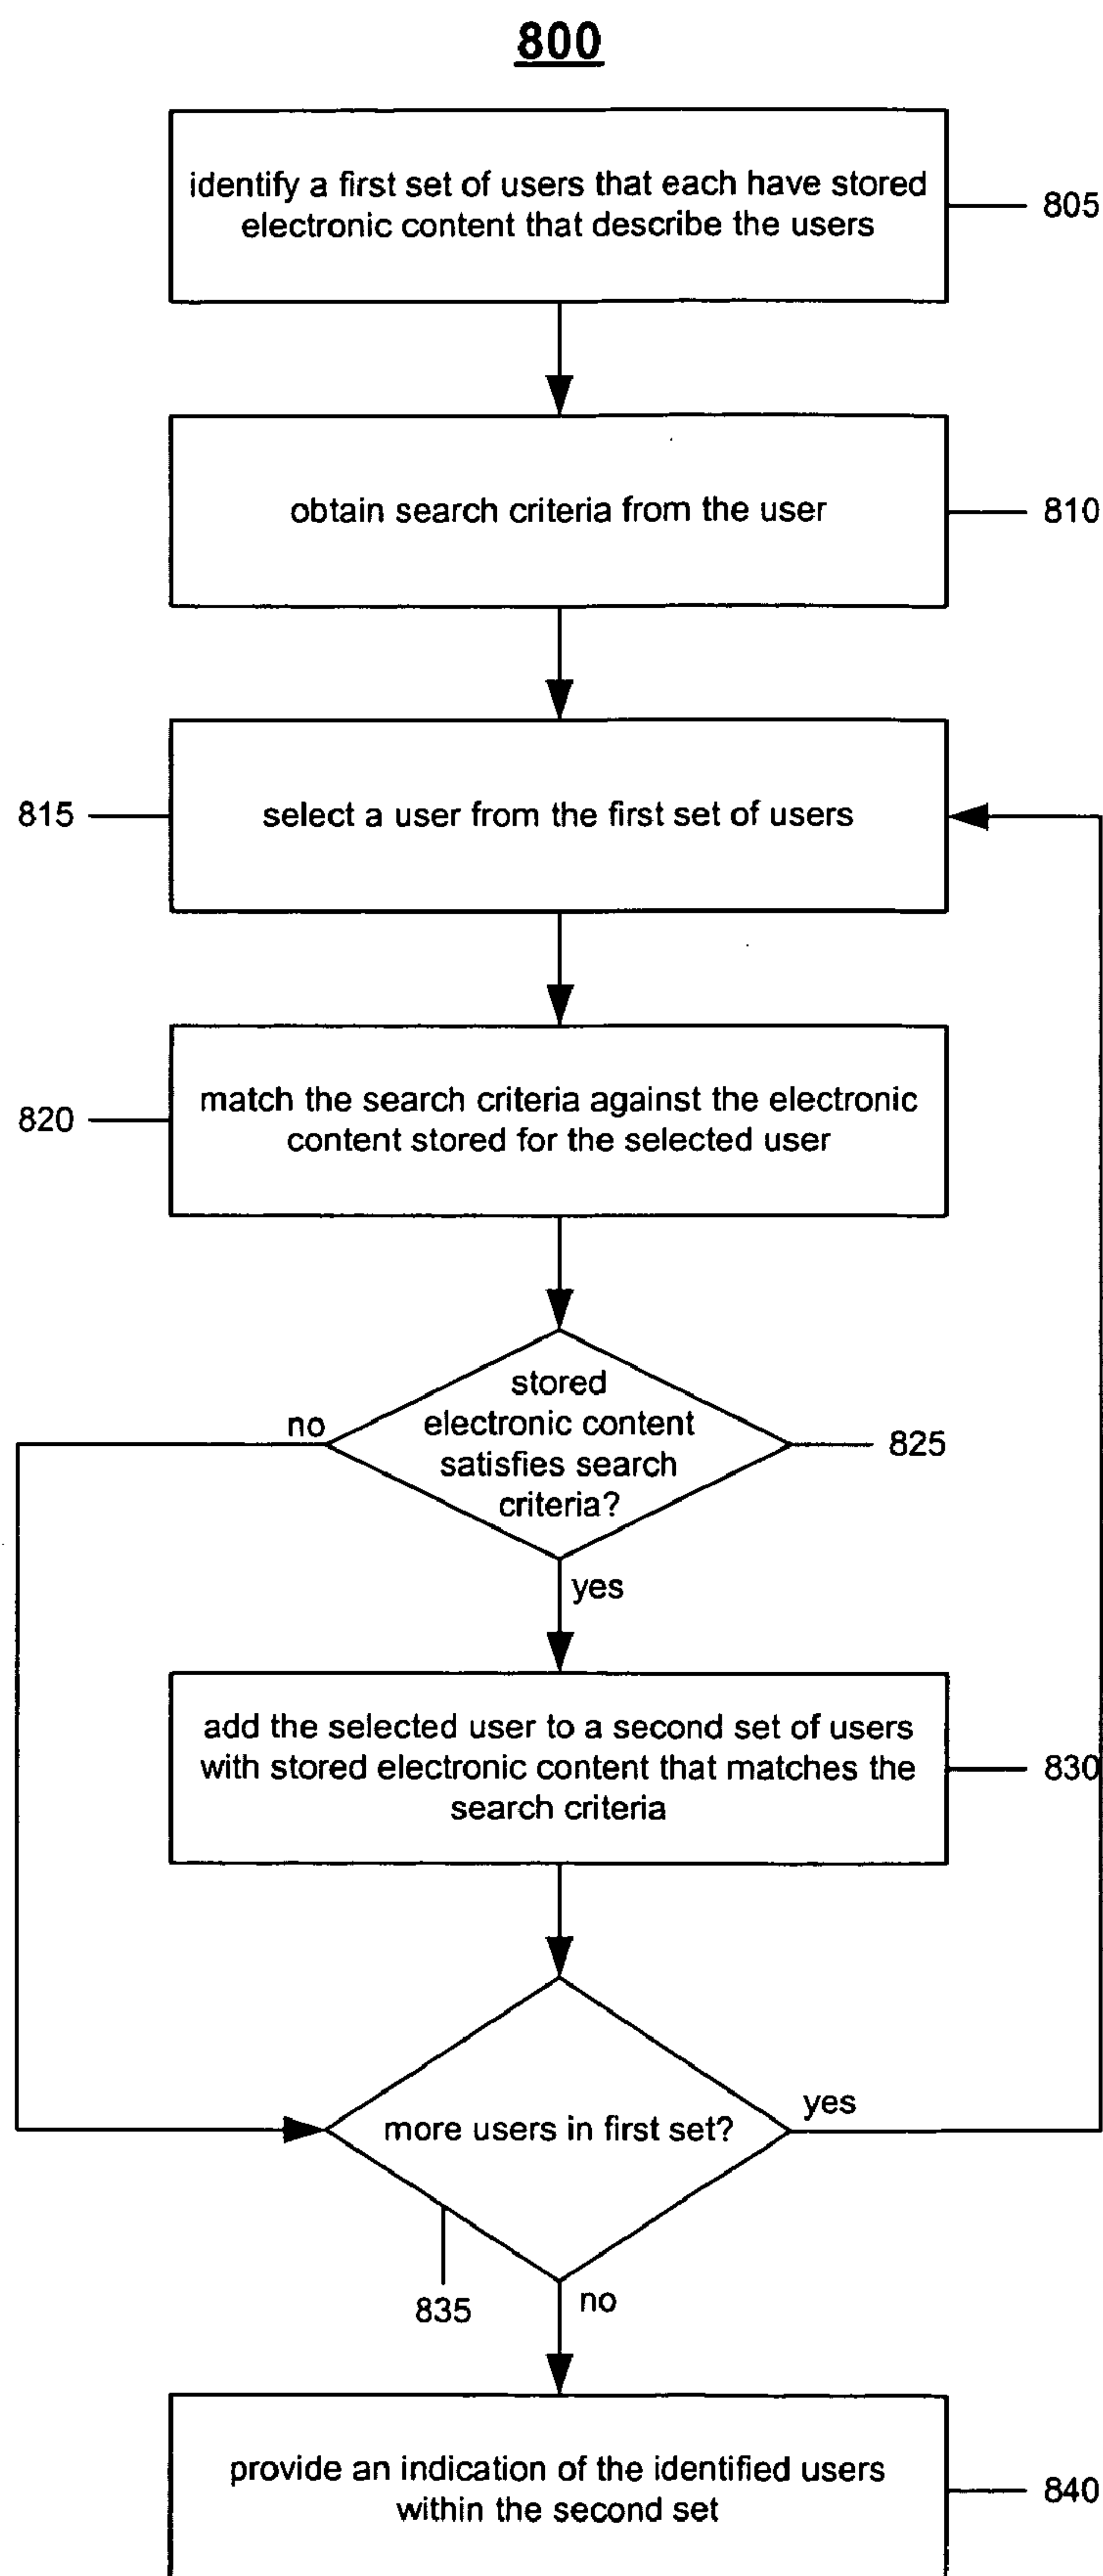 800
identify a first set of users that each have stored
electronic content that describe the users
805
obtain search criteria from the user
810
815
select a user from the first set of users
820
match the search criteria against the electronic
content stored for the selected user
no
stored
electronic content
satisfies search
criteria?
825
yes
add the selected user to a second set of users
with stored electronic content that matches the
search criteria
830
more users in first set?
yes
835
no
provide an indication of the identified users
within the second set
840